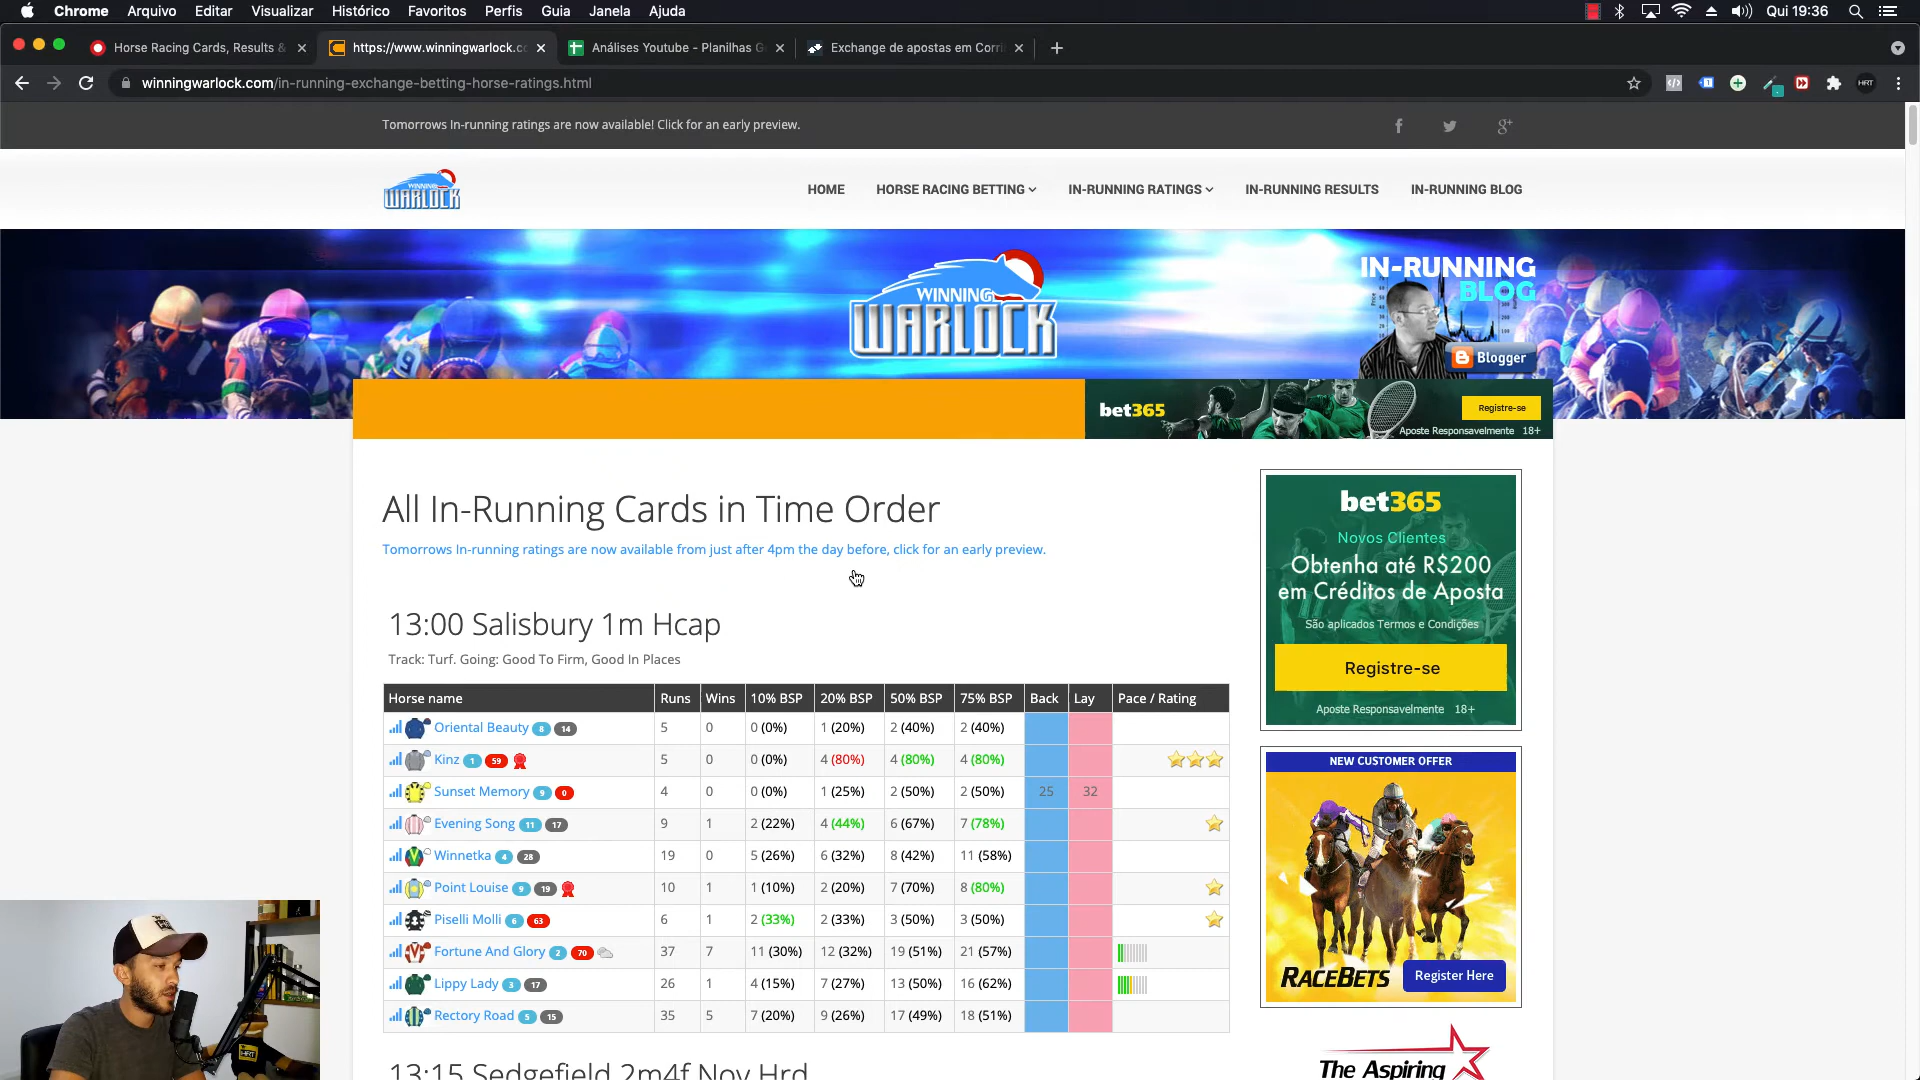 Chrome Arquivo Editar Visualizar Histórico Favoritos Perfis Guia Janela Ajuda Qui 19:36
Horse Racing Cards, Results & https://www.winningwarlock.co Análises Youtube - Planilhas G Exchange de apostas em Corri
winningwarlock.com/in-running-exchange-betting-horse-ratings.html HRT
Tomorrows In-running ratings are now available! Click for an early preview.
WINNING
WARLOCK
HOME HORSE RACING BETTING IN-RUNNING RATINGS IN-RUNNING RESULTS IN-RUNNING BLOG
WINNING
WARLOCK
IN-RUNNING
BLOG
Blogger
bet365 Registre-se
Aposte Responsavelmente 18+
All In-Running Cards in Time Order
Tomorrows In-running ratings are now available from just after 4pm the day before, click for an early preview.
13:00 Salisbury 1m Hcap
Track: Turf. Going: Good To Firm, Good In Places
Horse name Runs Wins 10% BSP 20% BSP 50% BSP 75% BSP Back Lay Pace / Rating
Oriental Beauty 8 14 5 0 0 (0%) 1 (20%) 2 (40%) 2 (40%)
Kinz 1 59 5 0 0 (0%) 4 (80%) 4 (80%) 4 (80%)
Sunset Memory 9 0 4 0 0 (0%) 1 (25%) 2 (50%) 2 (50%) 25 32
Evening Song 11 17 9 1 2 (22%) 4 (44%) 6 (67%) 7 (78%)
Winnetka 4 28 19 0 5 (26%) 6 (32%) 8 (42%) 11 (58%)
Point Louise 9 19 10 1 1 (10%) 2 (20%) 7 (70%) 8 (80%)
Piselli Molli 6 63 6 1 2 (33%) 2 (33%) 3 (50%) 3 (50%)
Fortune And Glory 2 70 37 7 11 (30%) 12 (32%) 19 (51%) 21 (57%)
Lippy Lady 3 17 26 1 4 (15%) 7 (27%) 13 (50%) 16 (62%)
Rectory Road 5 15 35 5 7 (20%) 9 (26%) 17 (49%) 18 (51%)
13:15 Sedgefield 2m4f Nov Hrd
bet365
Novos Clientes
Obtenha até R$200
em Créditos de Aposta
São aplicados Termos e Condições
Registre-se
Aposte Responsavelmente 18+
NEW CUSTOMER OFFER
RACEBETS Register Here
The Aspiring
HRT